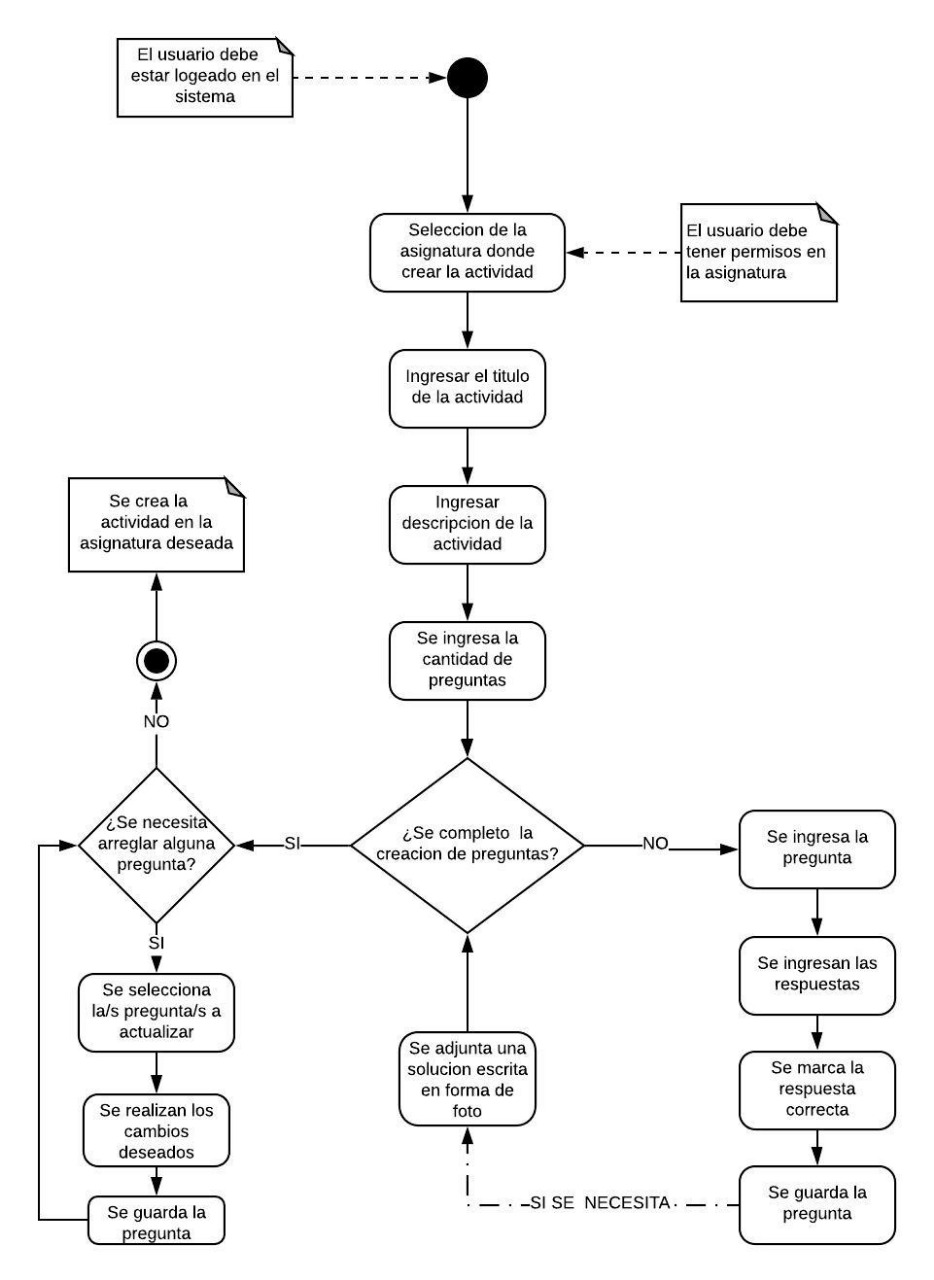 El usuario debe
estar logeado en el
sistema
Seleccion de la
asignatura donde
crear la actividad
El usuario debe
tener permisos en
la asignatura
Ingresar el titulo
de la actividad
Ingresar
descripcion de la
actividad
Se ingresa la
cantidad de
preguntas
Se crea la
actividad en la
asignatura deseada
NO
¿Se necesita
arreglar alguna
pregunta?
SI
¿Se completo la
creacion de preguntas?
NO
Se ingresa la
pregunta
Se ingresan las
respuestas
Se marca la
respuesta
correcta
Se guarda la
pregunta
SI SE NECESITA
Se adjunta una
solucion escrita
en forma de
foto
SI
Se selecciona
la/s pregunta/s a
actualizar
Se realizan los
cambios
deseados
Se guarda la
pregunta